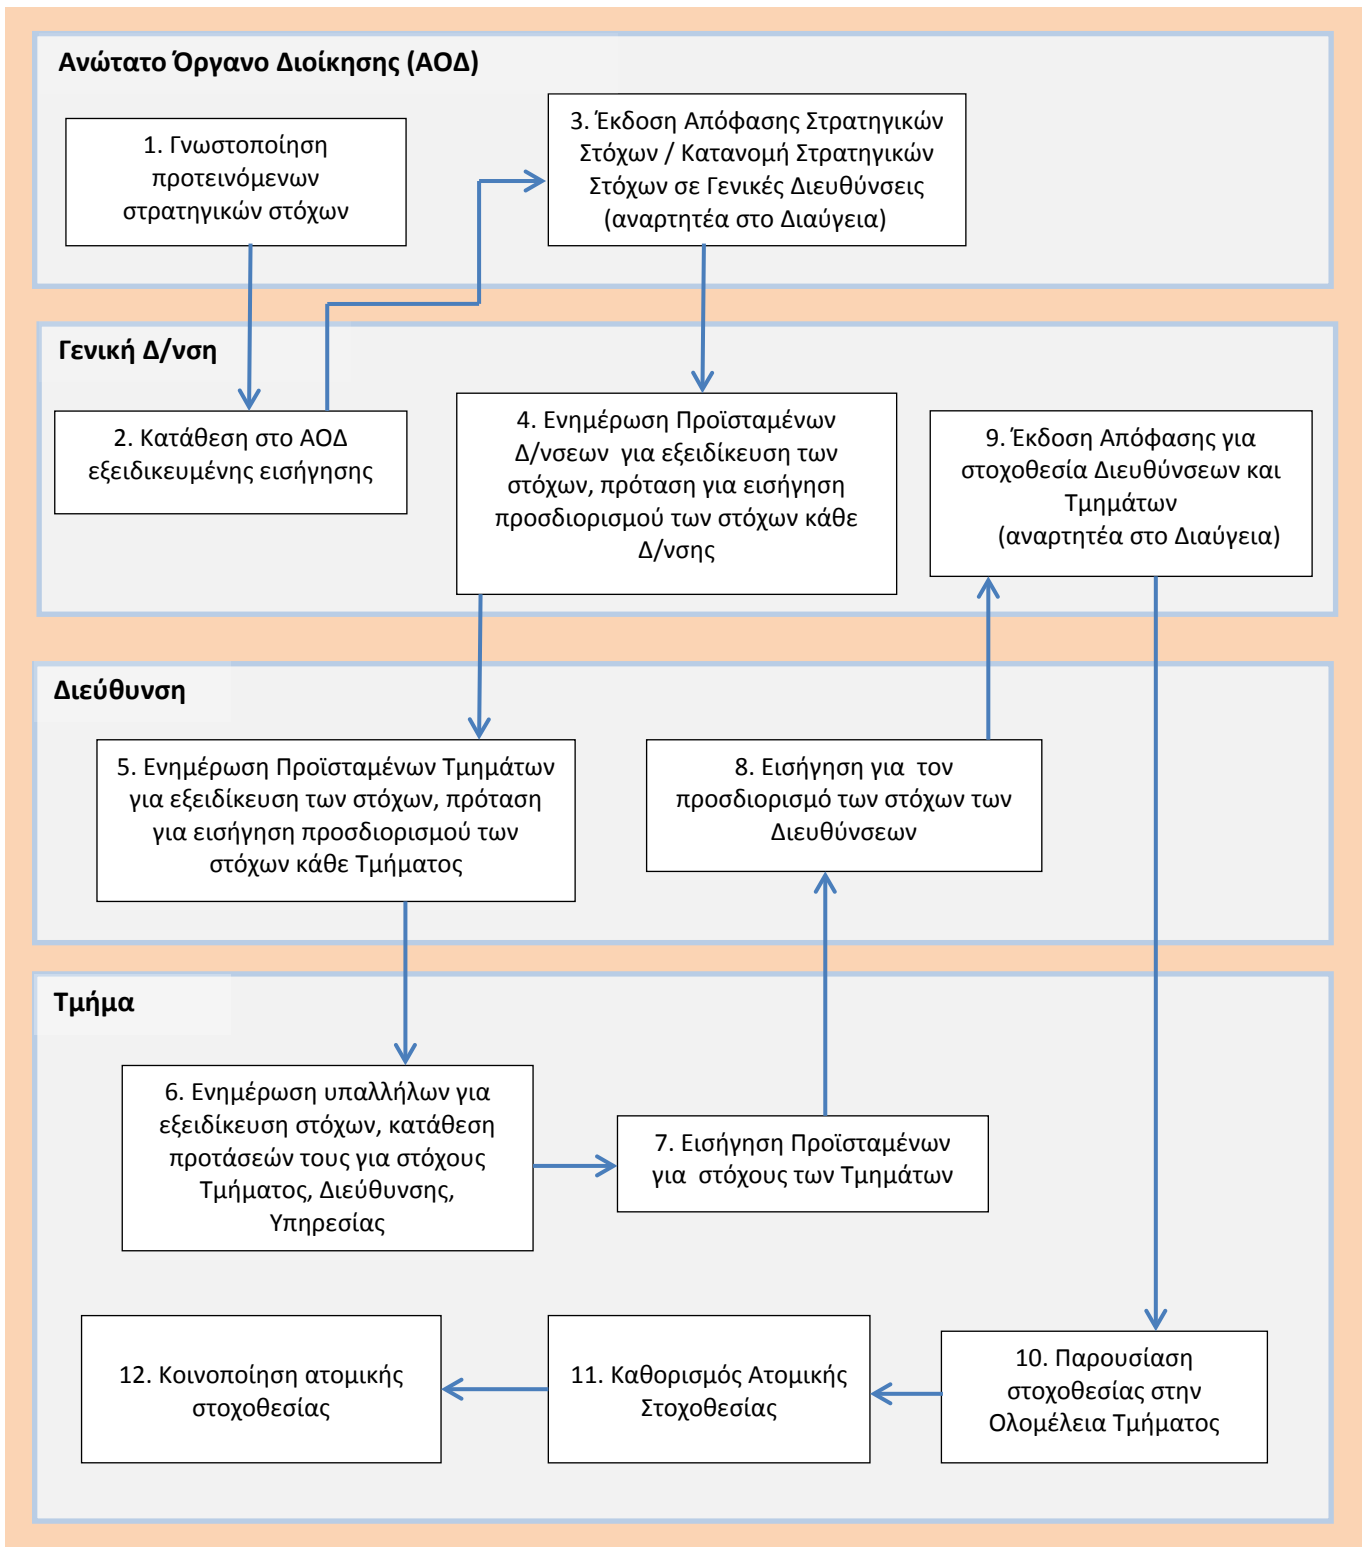 Ανώτατο Όργανο Διοίκησης (ΑΟΔ)
1. Γνωστοποίηση
προτεινόμενων
στρατηγικών στόχων
3. Έκδοση Απόφασης Στρατηγικών
Στόχων / Κατανομή Στρατηγικών
Στόχων σε Γενικές Διευθύνσεις
(αναρτητέα στο Διαύγεια)
Γενική Δ/νση
2. Κατάθεση στο ΑΟΔ
εξειδικευμένης εισήγησης
4. Ενημέρωση Προϊσταμένων
Δ/νσεων για εξειδίκευση των
στόχων, πρόταση για εισήγηση
προσδιορισμού των στόχων κάθε
Δ/νσης
9. Έκδοση Απόφασης για
στοχοθεσία Διευθύνσεων και
Τμημάτων
(αναρτητέα στο Διαύγεια)
Διεύθυνση
5. Ενημέρωση Προϊσταμένων Τμημάτων
για εξειδίκευση των στόχων, πρόταση
για εισήγηση προσδιορισμού των
στόχων κάθε Τμήματος
8. Εισήγηση για τον
προσδιορισμό των στόχων των
Διευθύνσεων
Τμήμα
6. Ενημέρωση υπαλλήλων για
εξειδίκευση στόχων, κατάθεση
προτάσεών τους για στόχους
Τμήματος, Διεύθυνσης,
Υπηρεσίας
7. Εισήγηση Προϊσταμένων
για στόχους των Τμημάτων
12. Κοινοποίηση ατομικής
στοχοθεσίας
11. Καθορισμός Ατομικής
Στοχοθεσίας
10. Παρουσίαση
στοχοθεσίας στην
Ολομέλεια Τμήματος